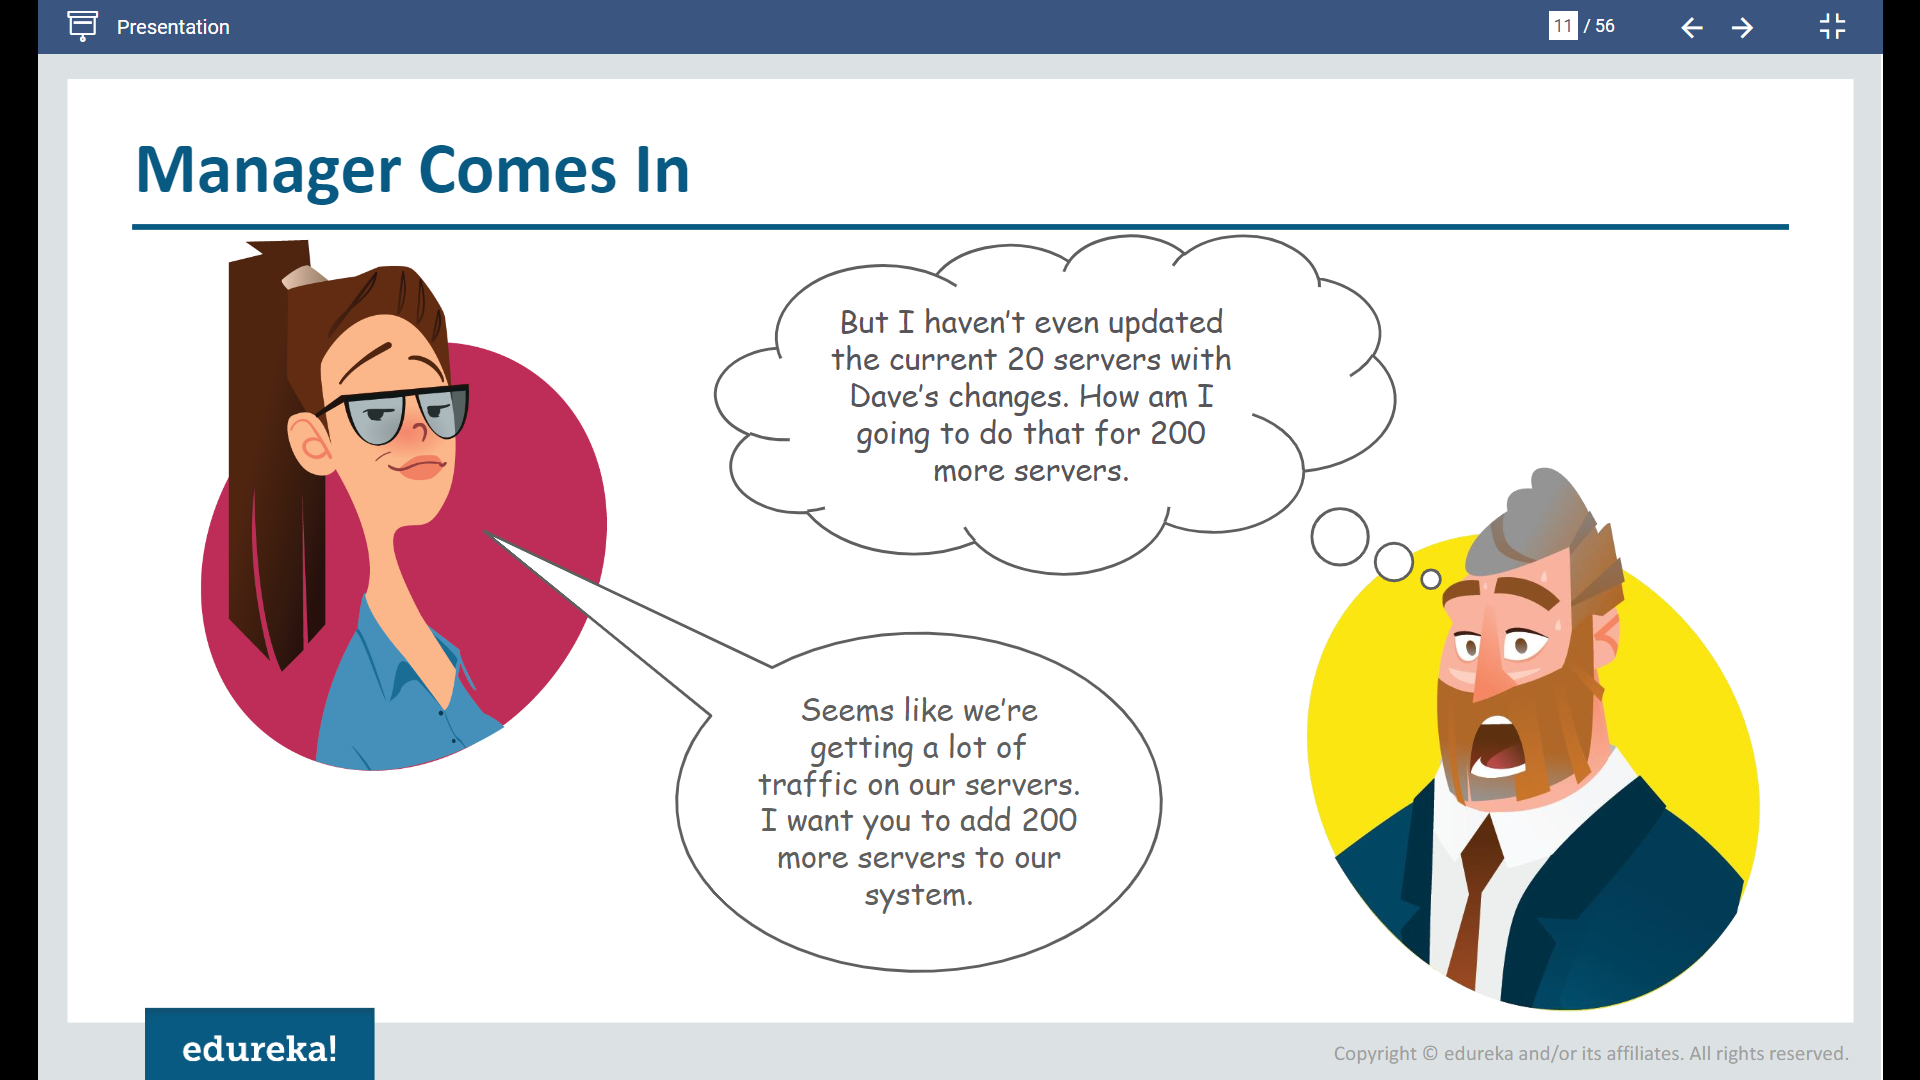 Presentation
11 / 56
Manager Comes In
But I haven't even updated
the current 20 servers with
Dave's changes. How am I
going to do that for 200
more servers.
Seems like we're
getting a lot of
traffic on our servers.
I want you to add 200
more servers to our
system.
edureka!
Copyright © edureka and/or its affiliates. All rights reserved.